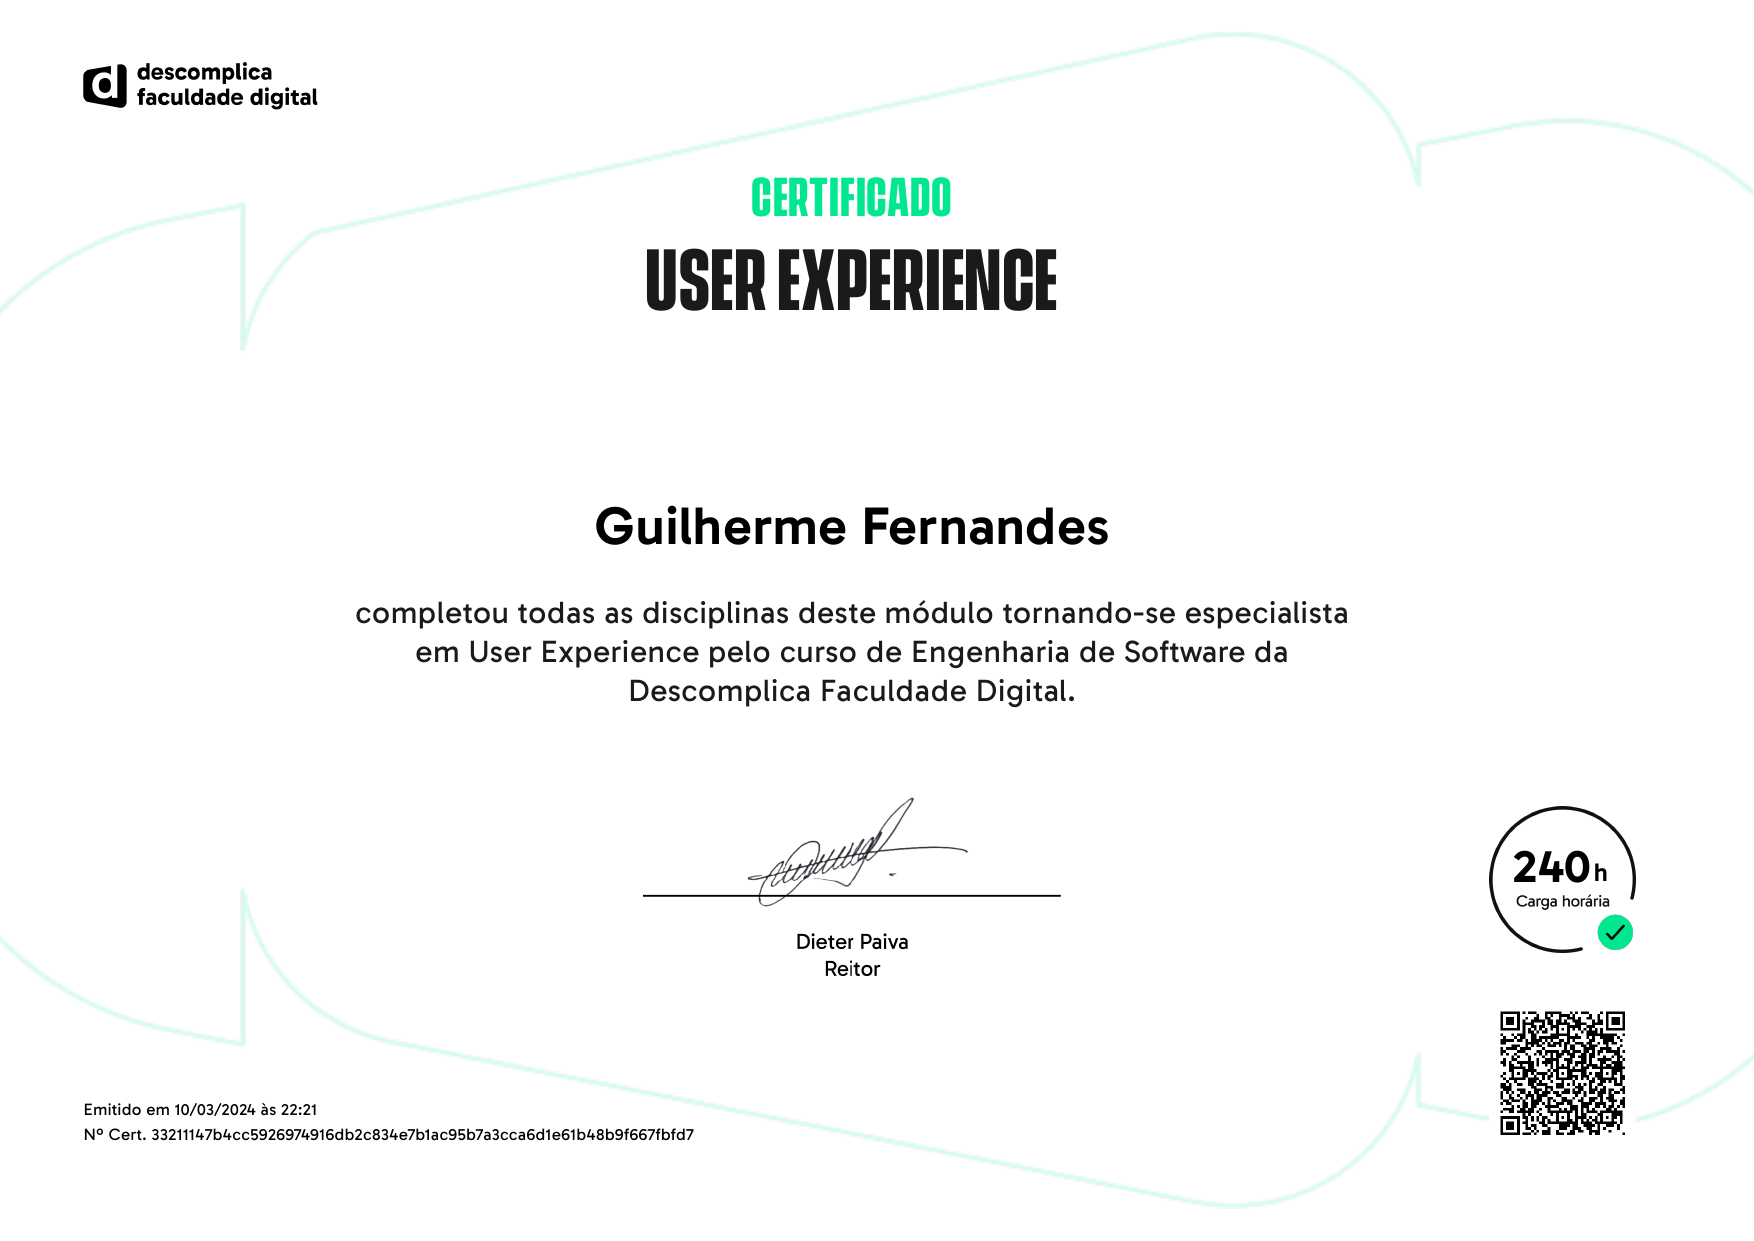 descomplica
faculdade digital
CERTIFICADO
USER EXPERIENCE
Guilherme Fernandes
completou todas as disciplinas deste módulo tornando-se especialista
em User Experience pelo curso de Engenharia de Software da
Descomplica Faculdade Digital.
240h
Carga horária
Dieter Paiva
Reitor
Emitido em 10/03/2024 às 22:21
Nº Cert. 33211147b4cc5926974916db2c834e7b1ac95b7a3cca6d1e61b48b9f667fbfd7